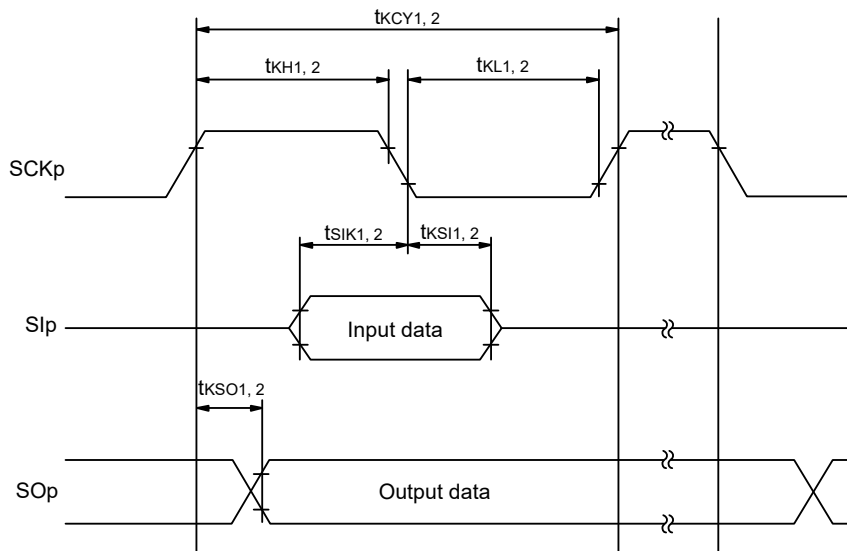 tKCY1, 2
tKH1, 2
tKL1, 2
SCKp
tSIK1, 2
tKSI1, 2
SIp
Input data
tKSO1, 2
SOp
Output data